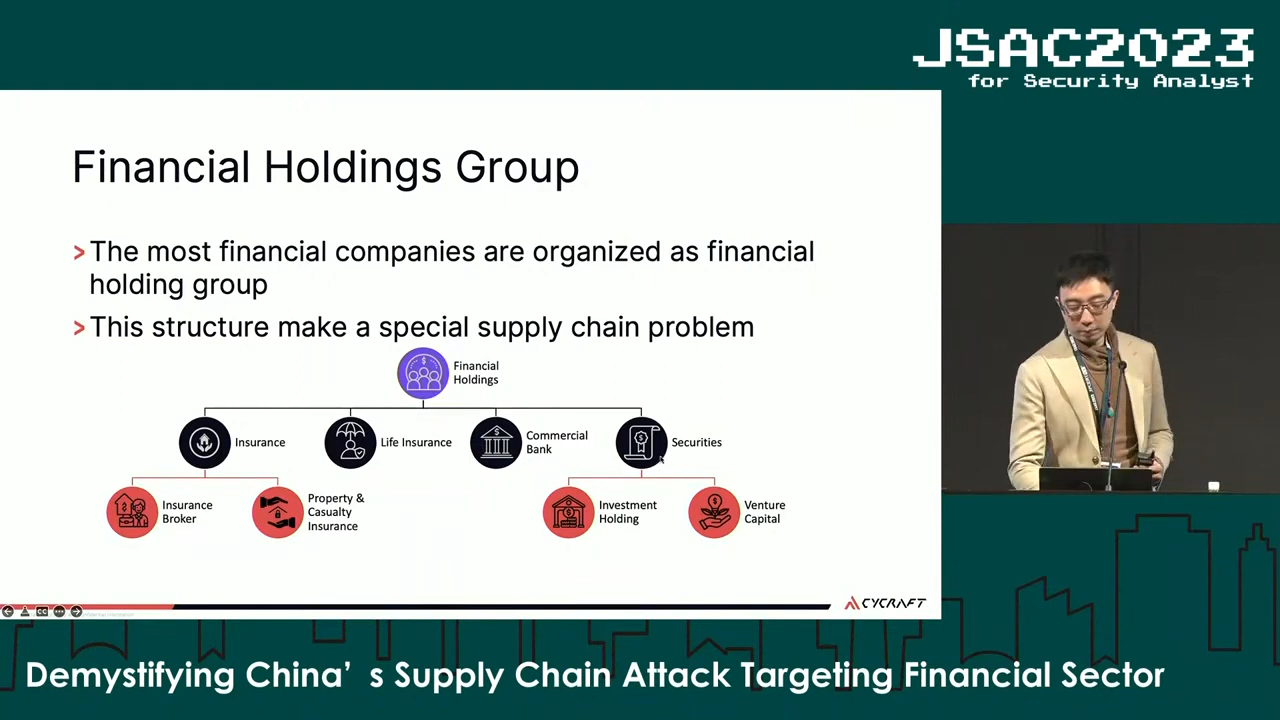 JSAC2023
for Security Analyst
Financial Holdings Group
>The most financial companies are organized as financial
holding group
>This structure make a special supply chain problem
Financial
Holdings
Insurance
Life Insurance
Commercial
Bank
Securities
Insurance
Broker
Property &
Casualty
Insurance
Investment
Holding
Venture
Capital
CC
CYCRAFT
Demystifying China’ s Supply Chain Attack Targeting Financial Sector